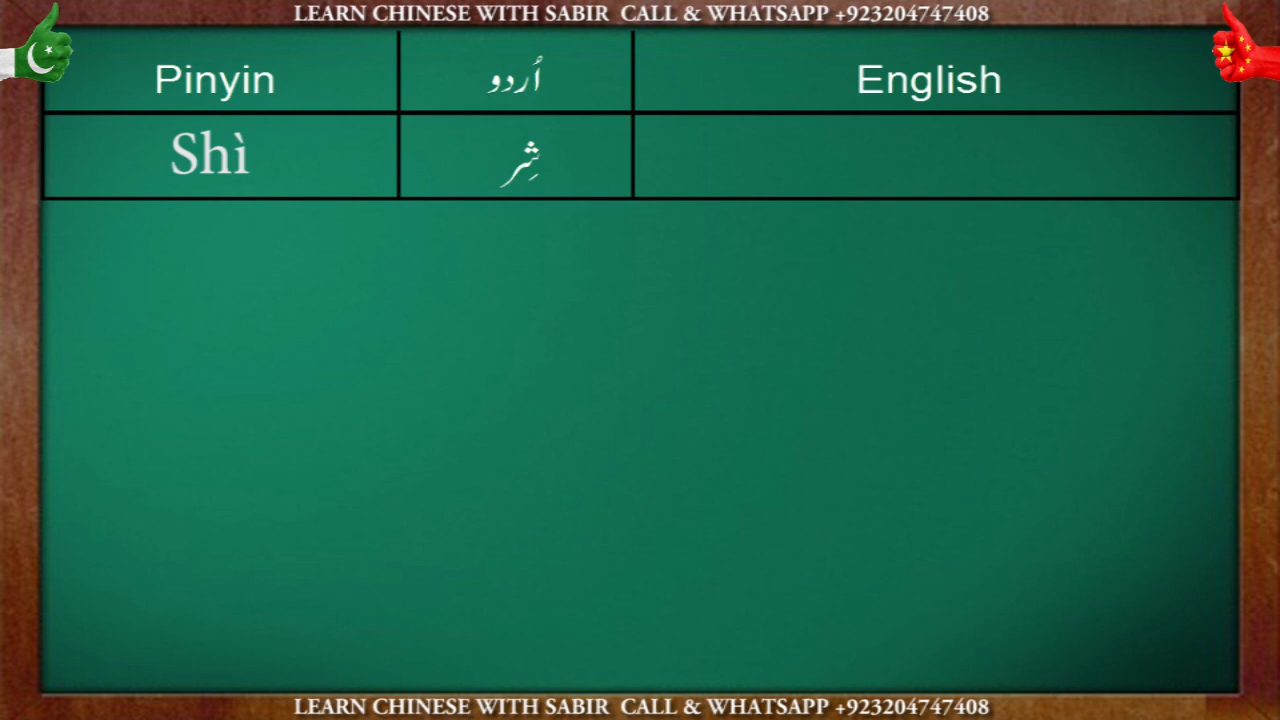 LEARN CHINESE WITH SABIR CALL & WHATSAPP +923204747408
Pinyin اُردو English
Shì شِر
LEARN CHINESE WITH SABIR CALL & WHATSAPP +923204747408